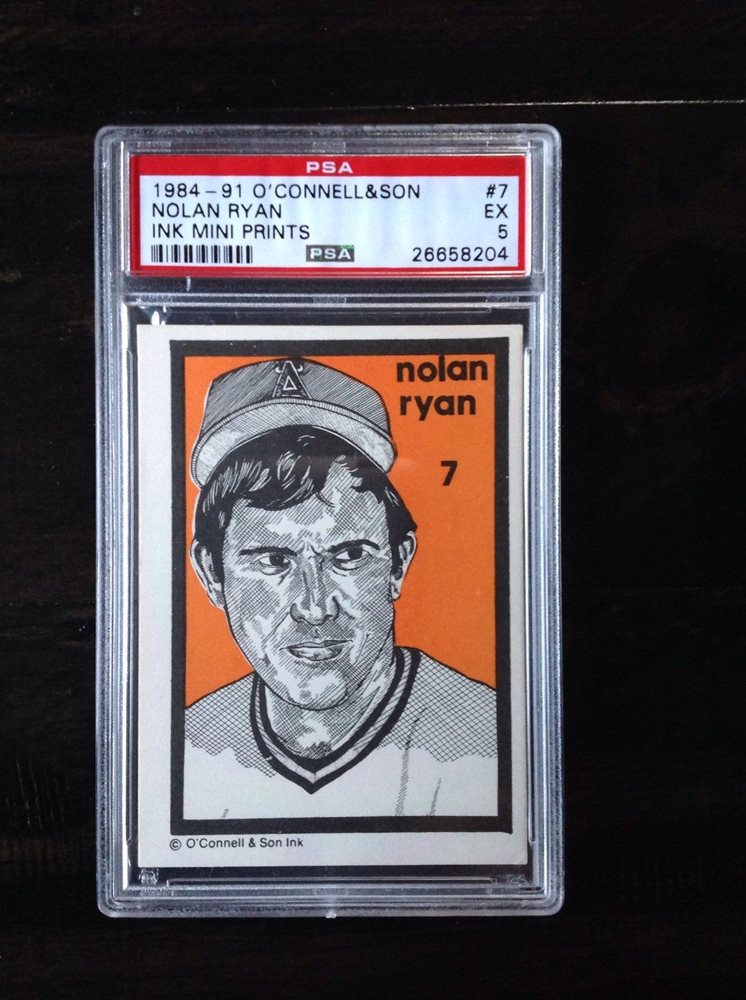 PSA
1984-91 O'CONNELL&SON #7
NOLAN RYAN EX
INK MINI PRINTS 5
PSA 26658204
A
nolan
ryan
7
© O'Connell & Son Ink